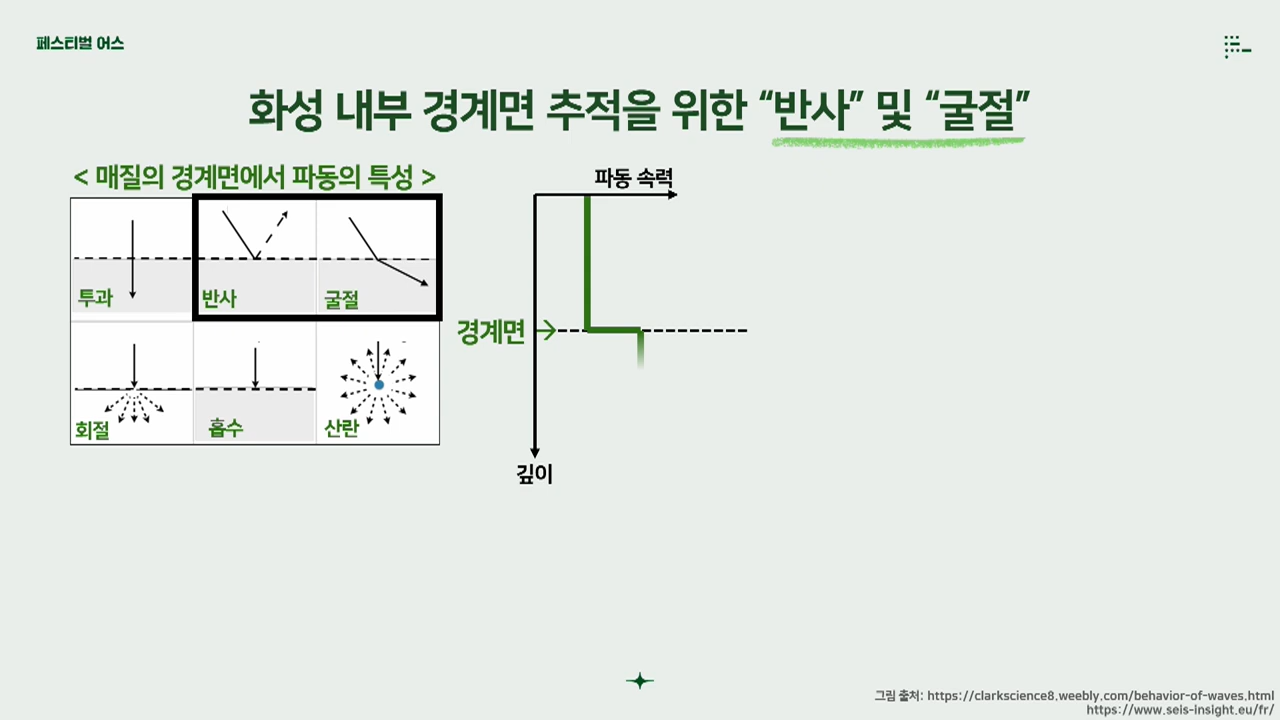 페스티벌 어스
화성 내부 경계면 추적을 위한 “반사” 및 “굴절”
< 매질의 경계면에서 파동의 특성 >
투과
반사
굴절
회절
흡수
산란
파동 속력
경계면
깊이
그림 출처: https://clarkscience8.weebly.com/behavior-of-waves.html
https://www.seis-insight.eu/fr/